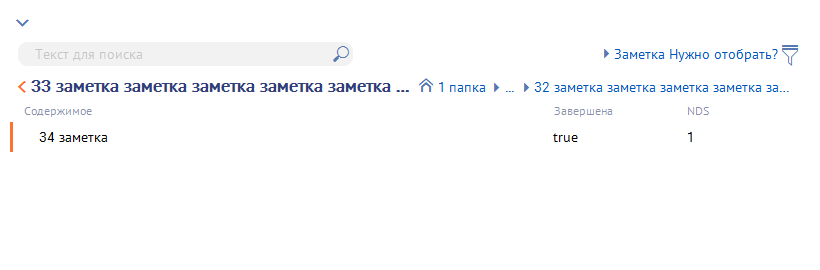 Текст для поиска
Заметка Нужно отобрать?
33 заметка заметка заметка заметка заметка ... 1 папка ... 32 заметка заметка заметка заметка за...
Содержимое Завершена NDS
34 заметка true 1